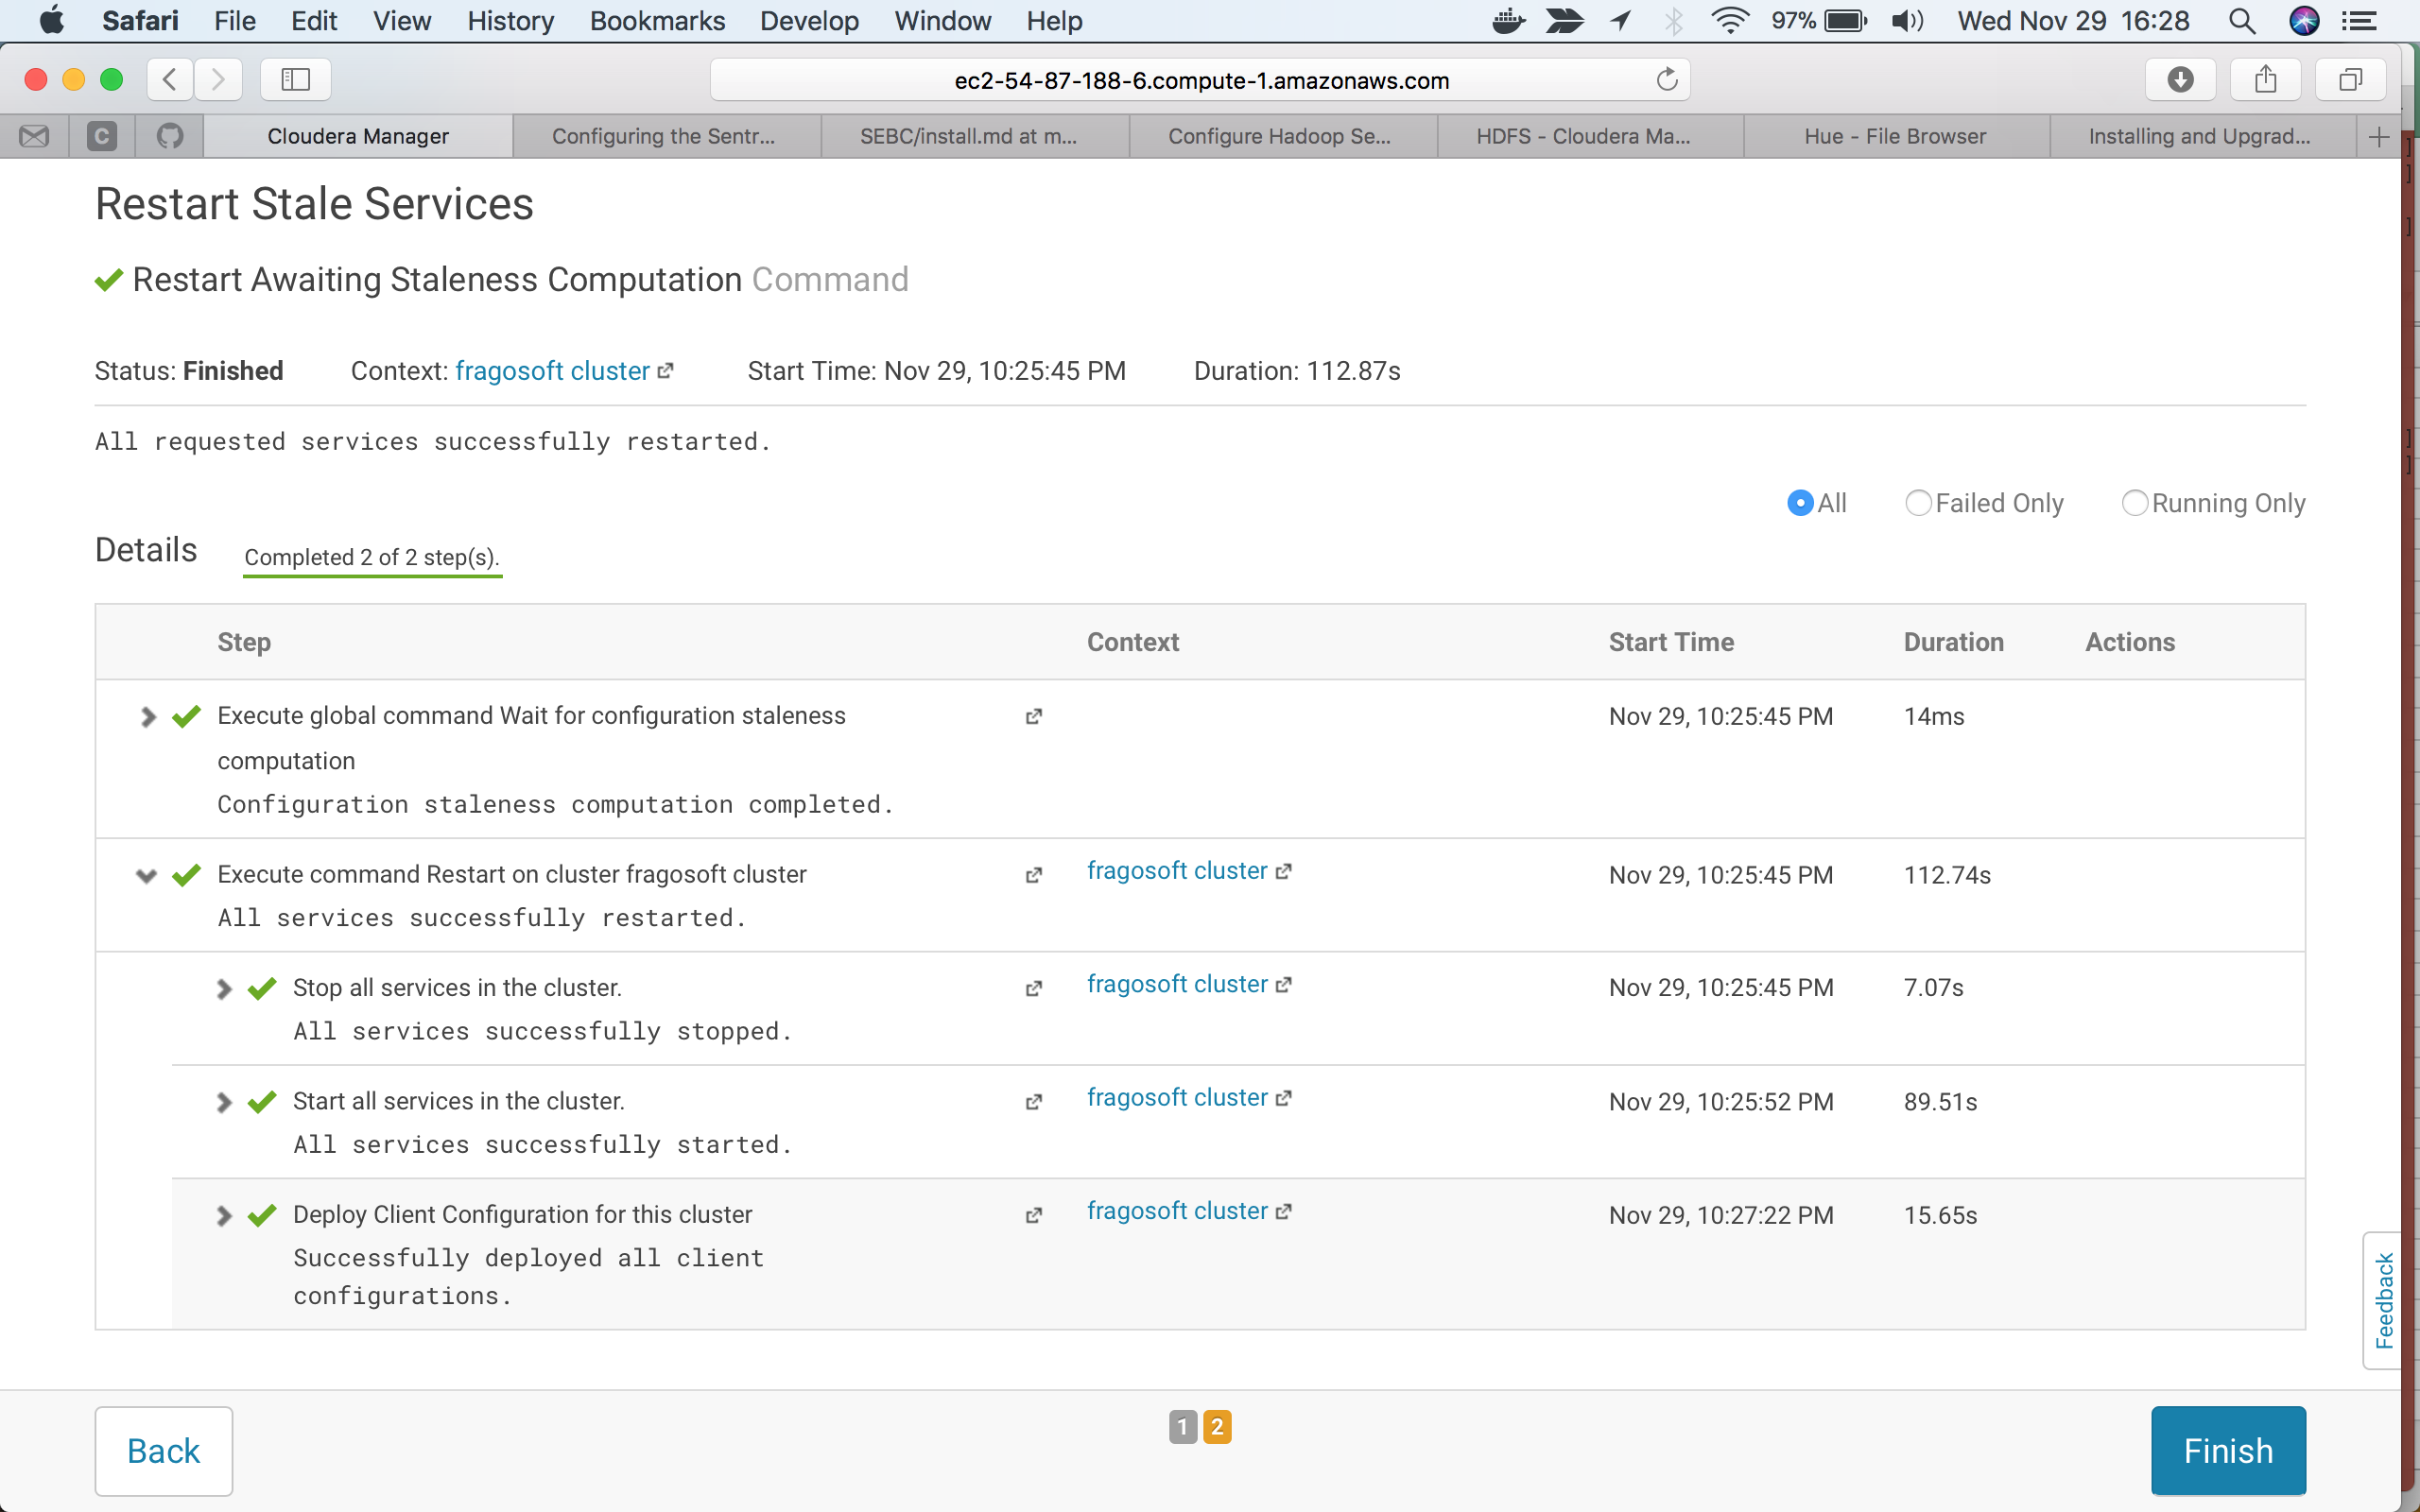 Safari File Edit View History Bookmarks Develop Window Help 97% Wed Nov 29 16:28
ec2-54-87-188-6.compute-1.amazonaws.com
C Cloudera Manager Configuring the Sentr... SEBC/install.md at m... Configure Hadoop Se... HDFS - Cloudera Ma... Hue - File Browser Installing and Upgrad...
Restart Stale Services
Restart Awaiting Staleness Computation Command
Status: Finished Context: fragosoft cluster Start Time: Nov 29, 10:25:45 PM Duration: 112.87s
All requested services successfully restarted.
All Failed Only Running Only
Details Completed 2 of 2 step(s).
Step Context Start Time Duration Actions
Execute global command Wait for configuration staleness Nov 29, 10:25:45 PM 14ms
computation
Configuration staleness computation completed.
Execute command Restart on cluster fragosoft cluster fragosoft cluster Nov 29, 10:25:45 PM 112.74s
All services successfully restarted.
Stop all services in the cluster. fragosoft cluster Nov 29, 10:25:45 PM 7.07s
All services successfully stopped.
Start all services in the cluster. fragosoft cluster Nov 29, 10:25:52 PM 89.51s
All services successfully started.
Deploy Client Configuration for this cluster fragosoft cluster Nov 29, 10:27:22 PM 15.65s
Successfully deployed all client
configurations.
Feedback
Back 1 2 Finish